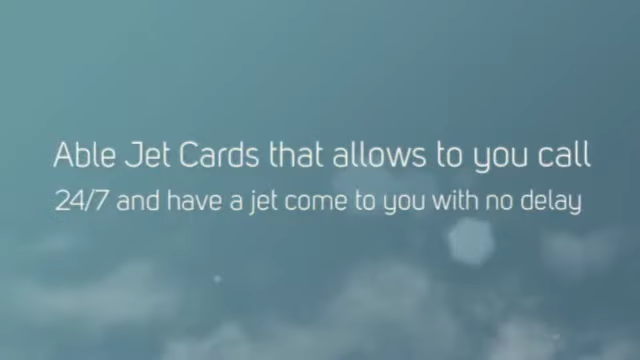 Able Jet Cards that allows to you call
24/7 and have a jet come to you with no delay